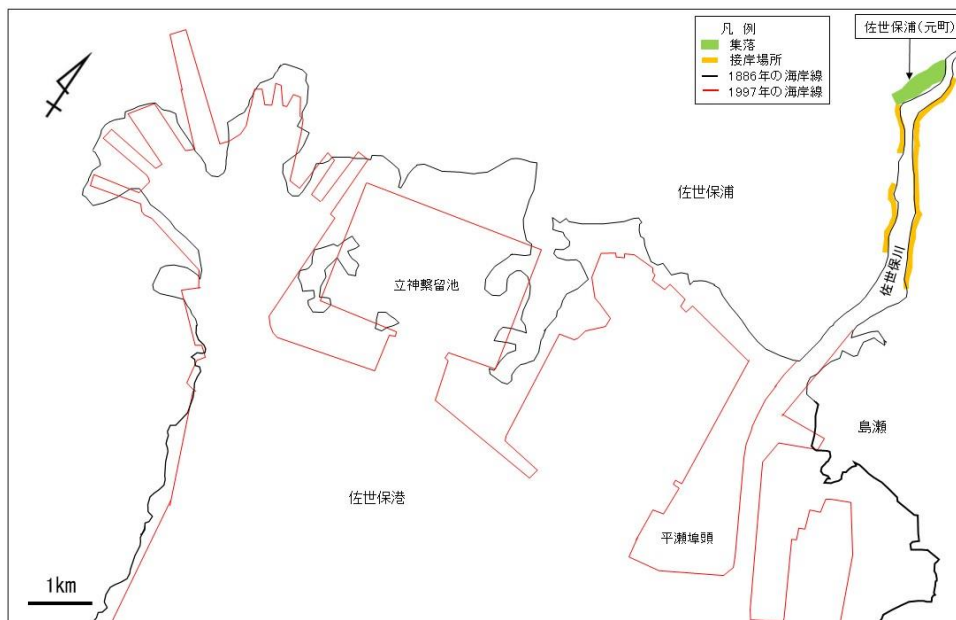 凡 例
集落
接岸場所
1886年の海岸線
1997年の海岸線
佐世保浦(元町)
佐世保浦
立神繋留池
佐世保川
島瀬
佐世保港
平瀬埠頭
1km